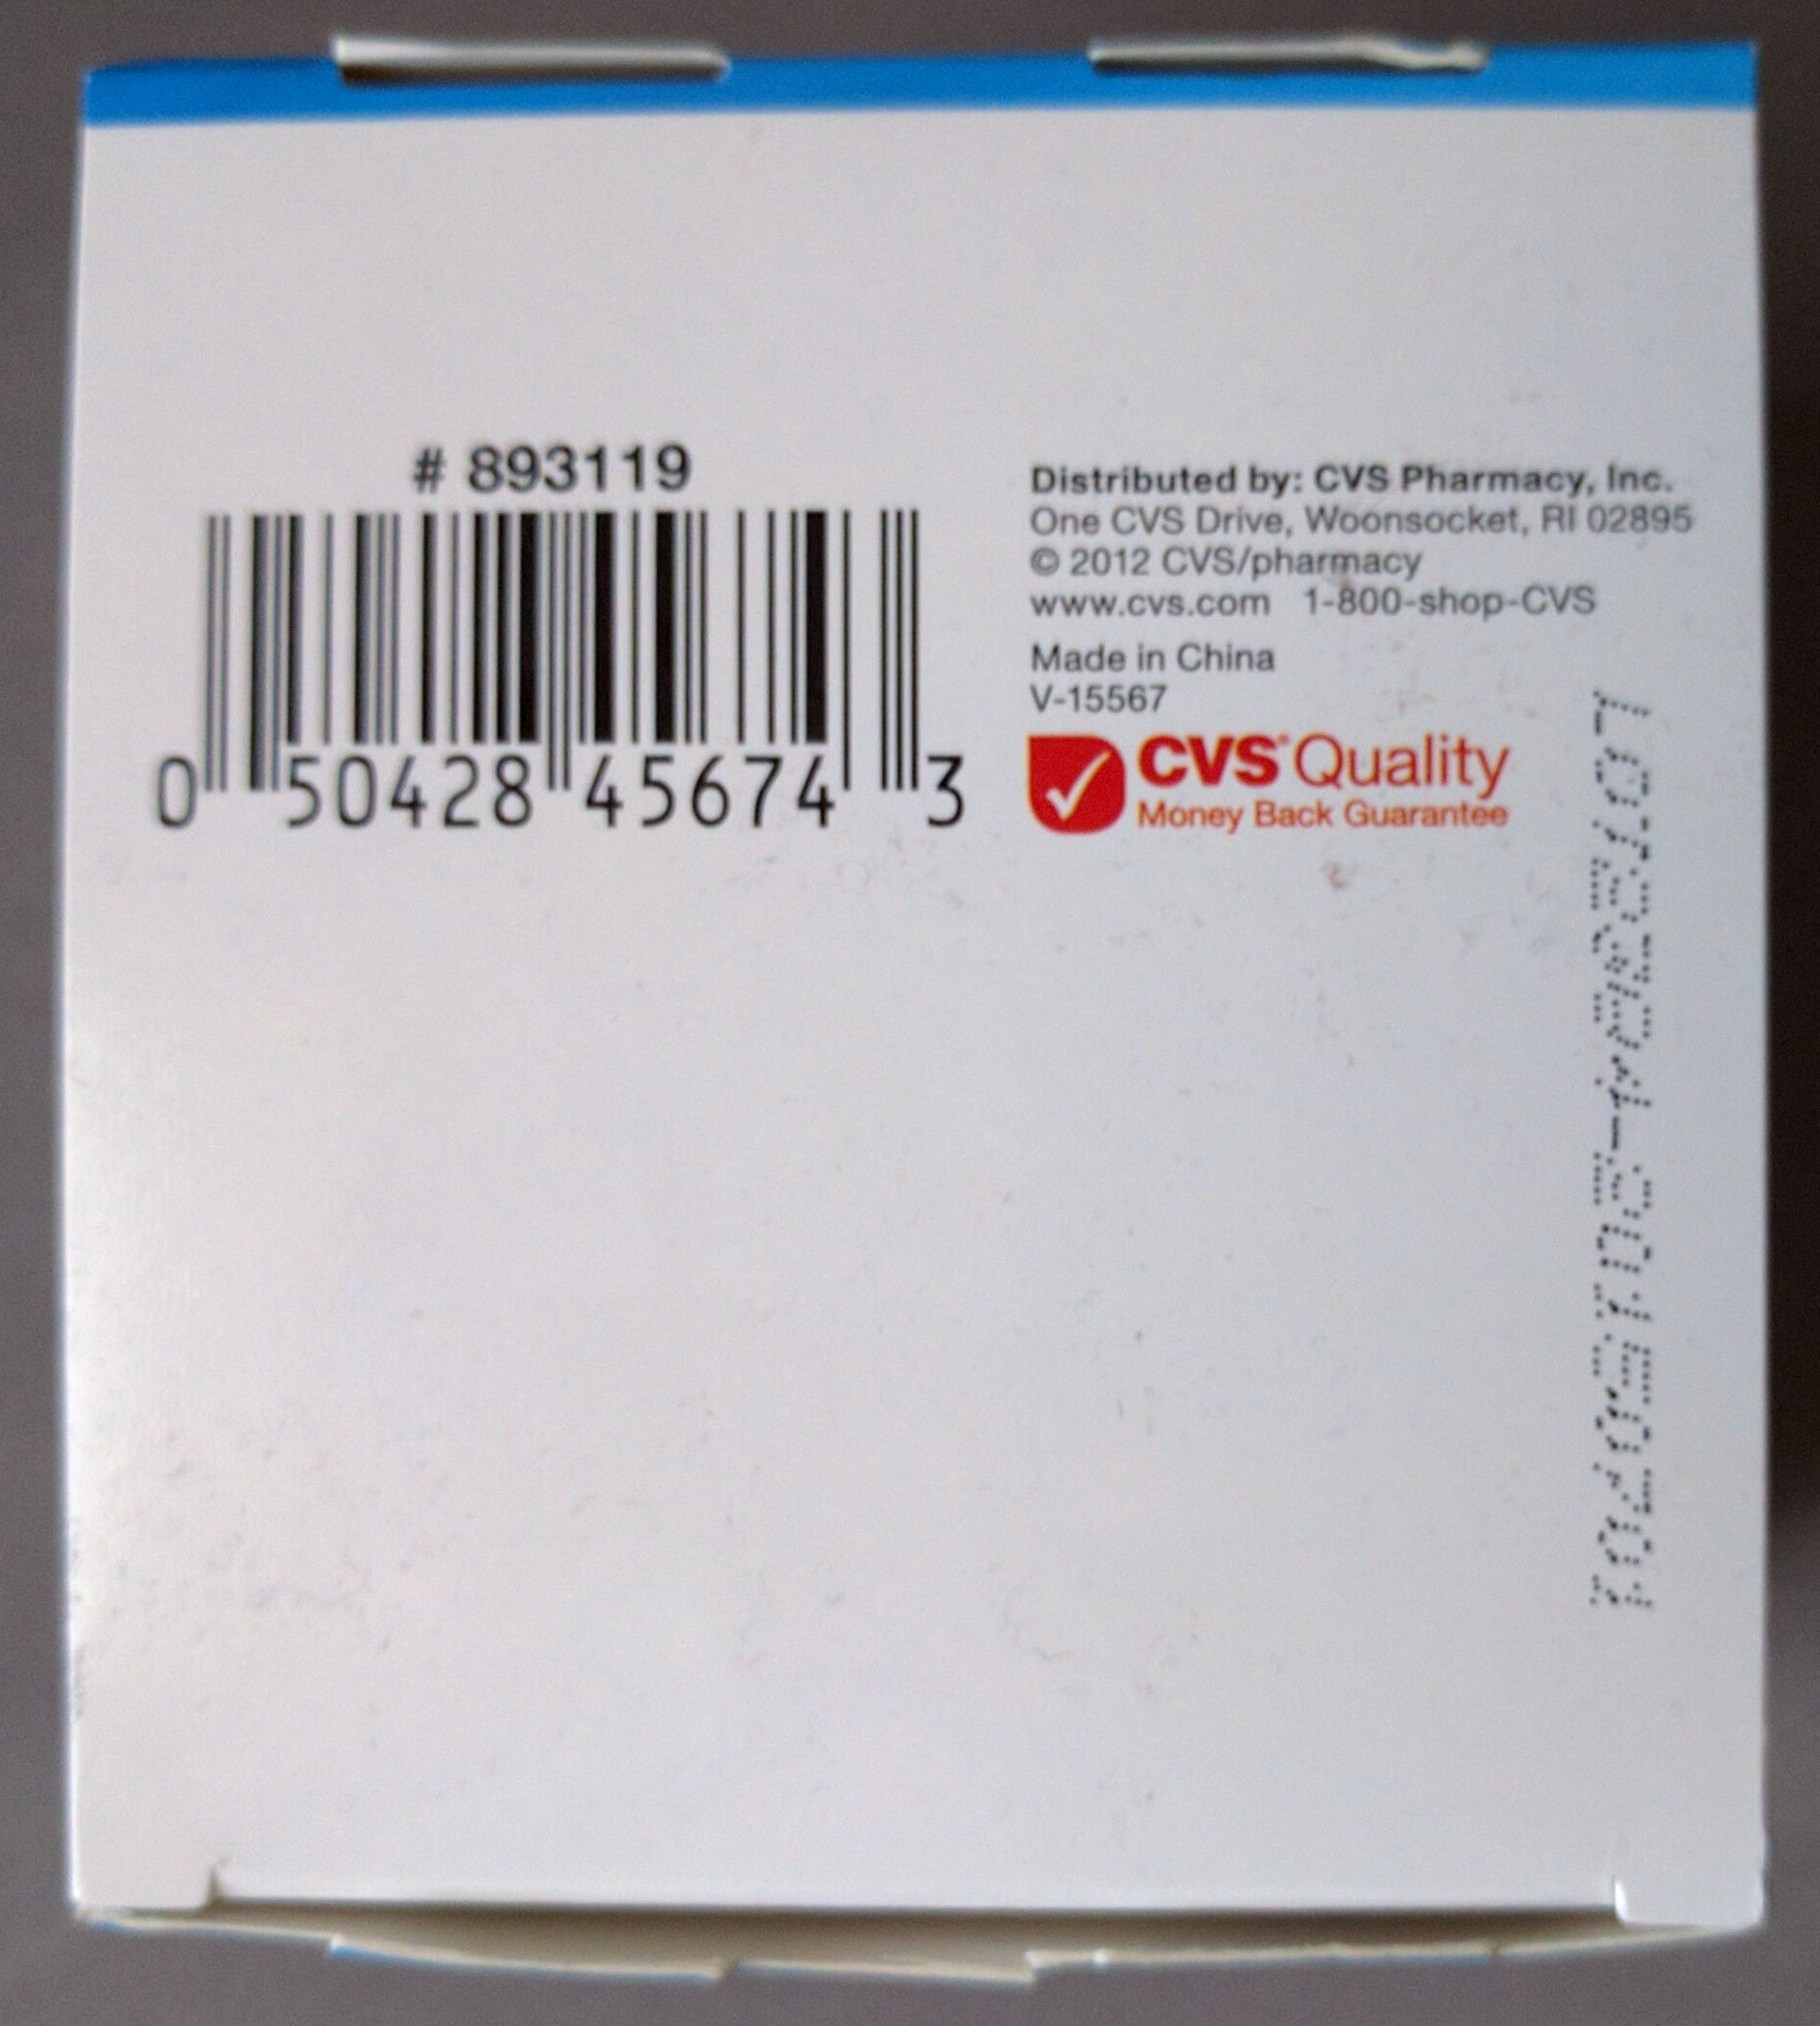 # 893119
0 50428 45674 3
Distributed by: CVS Pharmacy, Inc.
One CVS Drive, Woonsocket, RI 02895
© 2012 CVS/pharmacy
www.cvs.com 1-800-shop-CVS
Made in China
V-15567
CVS® Quality
Money Back Guarantee